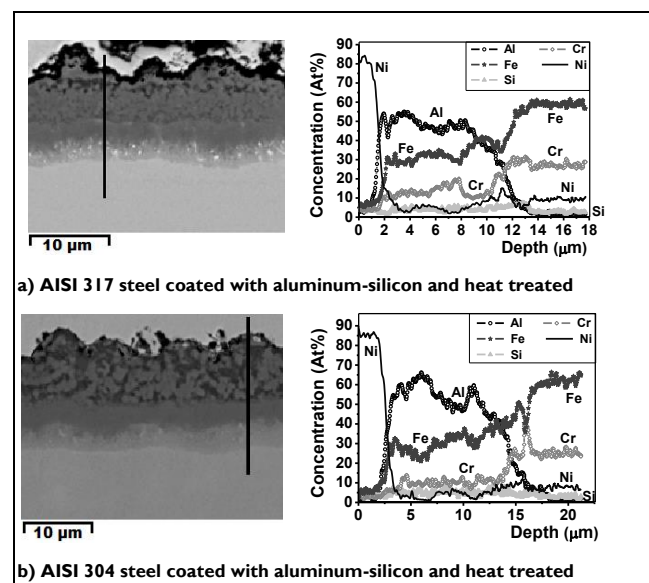 90
80
70
60
50
40
30
20
10
0
Concentration (At%)
Al Cr
Fe Ni
Si
Ni
Al
Fe
Cr
Fe
Cr
Ni
Si
0 2 4 6 8 10 12 14 16 18
Depth (μm)
10 μm
a) AISI 317 steel coated with aluminum-silicon and heat treated
90
80
70
60
50
40
30
20
10
0
Concentration (At%)
Al Cr
Fe Ni
Si
Ni
Al
Fe
Cr
Fe
Cr
Ni
Si
0 5 10 15 20
Depth (μm)
10 μm
b) AISI 304 steel coated with aluminum-silicon and heat treated